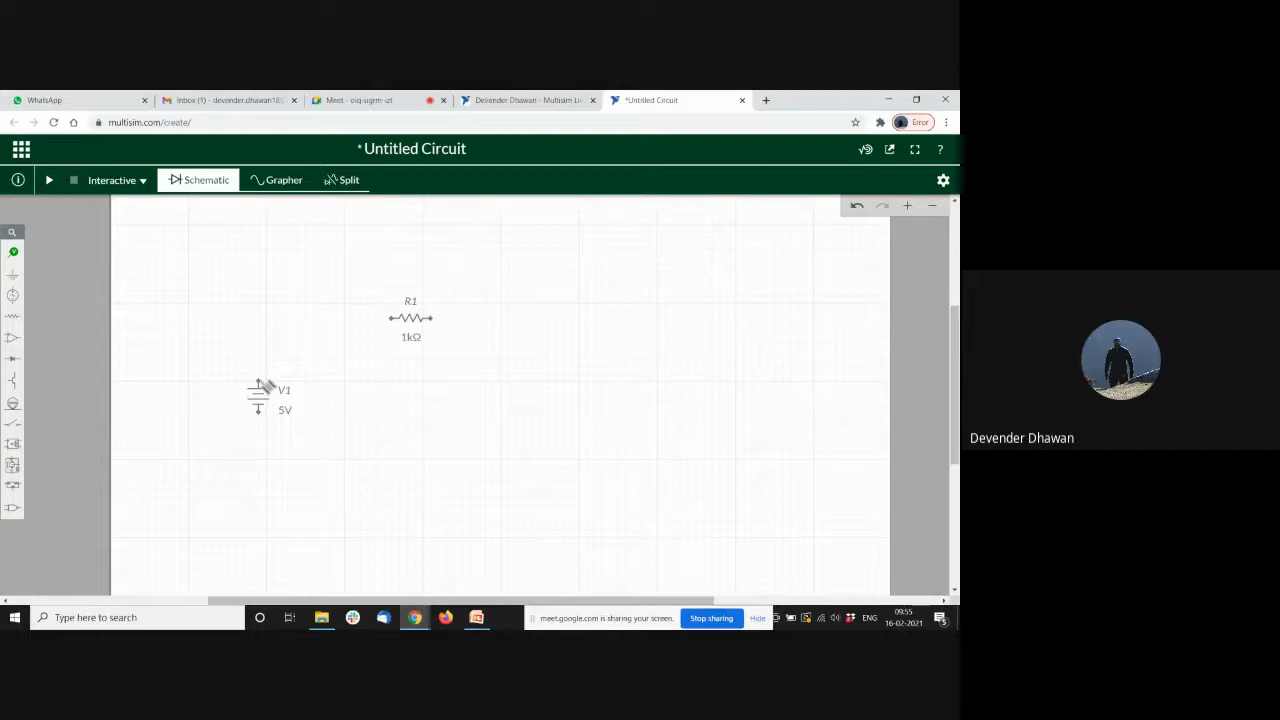 WhatsApp
Inbox (1) - devender.dhawan18@
Meet - oiq-ugrm-izt
Devender Dhawan - Multisim Liv
*Untitled Circuit
multisim.com/create/
Error
*Untitled Circuit
Interactive
Schematic
Grapher
Split
R1
1kΩ
V1
5V
Devender Dhawan
Type here to search
meet.google.com is sharing your screen.
Stop sharing
Hide
ENG
09:55
16-02-2021